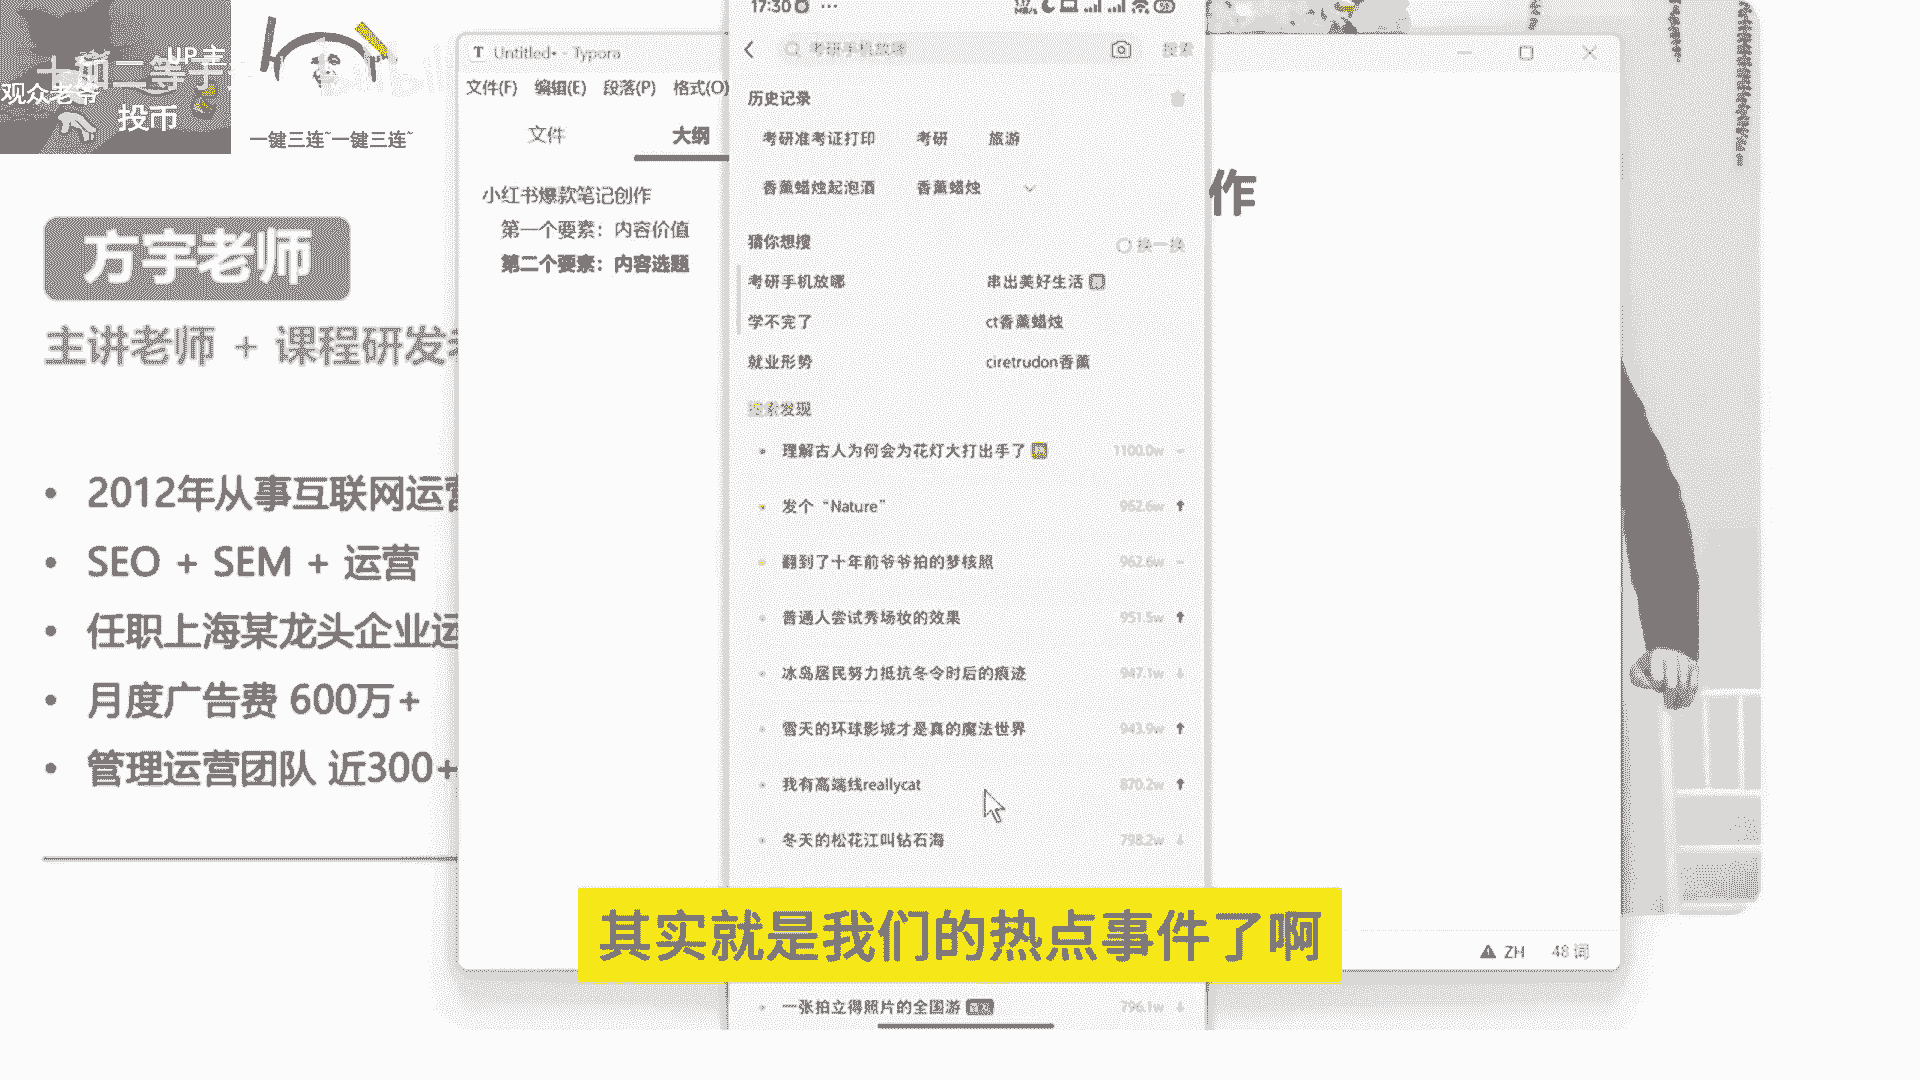 UP主
观众老爷
投币
一键三连~一键三连~
方宇老师
主讲老师 + 课程研发
• 2012年从事互联网运营
• SEO + SEM + 运营
• 任职上海某龙头企业运
• 月度广告费 600万+
• 管理运营团队 近300+
T Untitled• - Typora
文件(F) 编辑(E) 段落(P) 格式(O)
文件 大纲
小红书爆款笔记创作
第一个要素：内容价值
第二个要素：内容选题
作
17:30
考研手机放哪 搜索
历史记录
考研准考证打印 考研 旅游
香薰蜡烛起泡酒 香薰蜡烛
猜你想搜 换一换
考研手机放哪 串出美好生活
学不完了 ct香薰蜡烛
就业形势 ciretrudon香薰
搜索发现
理解古人为何会为花灯大打出手了 1100.0w
发个“Nature” 962.6w
翻到了十年前爷爷拍的梦核照 962.6w
普通人尝试秀场妆的效果 951.5w
冰岛居民努力抵抗冬令时后的痕迹 947.1w
雪天的环球影城才是真的魔法世界 943.9w
我有高端线reallycat 870.2w
冬天的松花江叫钻石海 798.2w
其实就是我们的热点事件了啊
一张拍立得照片的全国游 796.1w
ZH 48 词